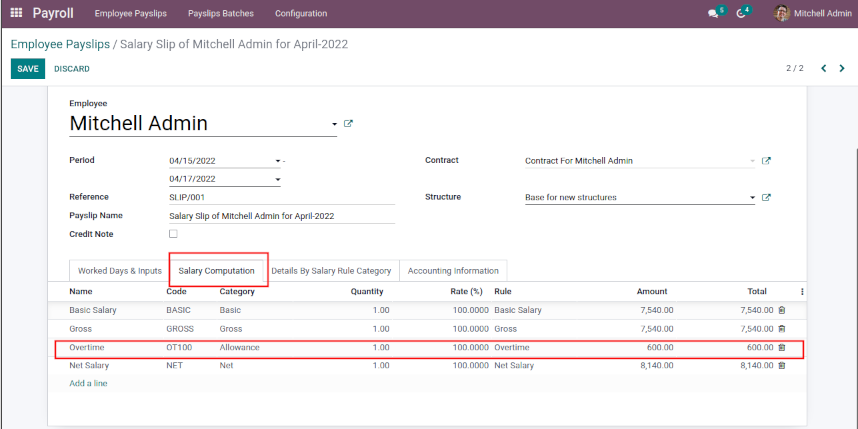 Payroll Employee Payslips Payslips Batches Configuration 5 4 Mitchell Admin
Employee Payslips / Salary Slip of Mitchell Admin for April-2022
SAVE DISCARD 2 / 2
Employee
Mitchell Admin
Period 04/15/2022 - Contract Contract For Mitchell Admin
04/17/2022
Reference SLIP/001 Structure Base for new structures
Payslip Name Salary Slip of Mitchell Admin for April-2022
Credit Note
Worked Days & Inputs Salary Computation Details By Salary Rule Category Accounting Information
Name Code Category Quantity Rate (%) Rule Amount Total
Basic Salary BASIC Basic 1.00 100.0000 Basic Salary 7,540.00 7,540.00
Gross GROSS Gross 1.00 100.0000 Gross 7,540.00 7,540.00
Overtime OT100 Allowance 1.00 100.0000 Overtime 600.00 600.00
Net Salary NET Net 1.00 100.0000 Net Salary 8,140.00 8,140.00
Add a line